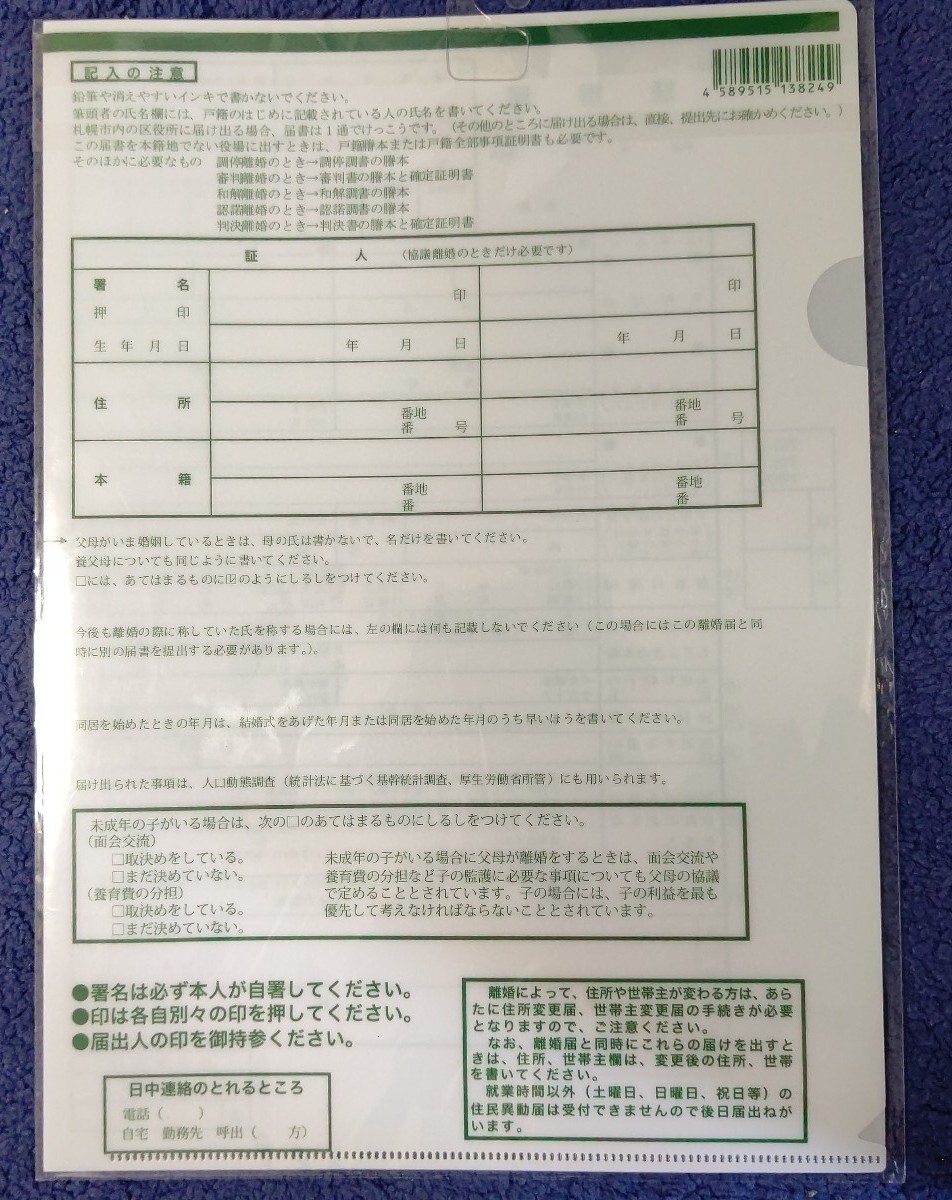 記入の注意
4 589515 138249
鉛筆や消えやすいインキで書かないでください。
筆頭者の氏名欄には、戸籍のはじめに記載されている人の氏名を書いてください。
札幌市内の区役所に届け出る場合、届書は1通でけっこうです。(その他のところに届け出る場合は、直接、提出先にお確かめください。)
この届書を本籍地でない役場に出すときは、戸籍謄本または戸籍全部事項証明書も必要です。
そのほかに必要なもの 調停離婚のとき→調停調書の謄本
審判離婚のとき→審判書の謄本と確定証明書
和解離婚のとき→和解調書の謄本
認諾離婚のとき→認諾調書の謄本
判決離婚のとき→判決書の謄本と確定証明書
証 人 (協議離婚のときだけ必要です)
署 名
押 印
印 印
生 年 月 日 年 月 日 年 月 日
住 所
番地 番地
番 号 番 号
本 籍
番地 番地
番 番
→ 父母がいま婚姻しているときは、母の氏は書かないで、名だけを書いてください。
養父母についても同じように書いてください。
□には、あてはまるものに☑のようにしるしをつけてください。
今後も離婚の際に称していた氏を称する場合には、左の欄には何も記載しないでください(この場合にはこの離婚届と同
時に別の届書を提出する必要があります。)。
同居を始めたときの年月は、結婚式をあげた年月または同居を始めた年月のうち早いほうを書いてください。
届け出られた事項は、人口動態調査(統計法に基づく基幹統計調査、厚生労働省所管)にも用いられます。
未成年の子がいる場合は、次の□のあてはまるものにしるしをつけてください。
(面会交流)
□取決めをしている。
□まだ決めていない。
(養育費の分担)
□取決めをしている。
□まだ決めていない。
未成年の子がいる場合に父母が離婚をするときは、面会交流や
養育費の分担など子の監護に必要な事項についても父母の協議
で定めることとされています。子の場合には、子の利益を最も
優先して考えなければならないこととされています。
●署名は必ず本人が自署してください。
●印は各自別々の印を押してください。
●届出人の印を御持参ください。
日中連絡のとれるところ
電話( )
自宅 勤務先 呼出( 方)
離婚によって、住所や世帯主が変わる方は、あら
たに住所変更届、世帯主変更届の手続きが必要
となりますので、ご注意ください。
なお、離婚届と同時にこれらの届けを出すと
きは、住所、世帯主欄は、変更後の住所、世帯
を書いてください。
就業時間以外(土曜日、日曜日、祝日等)の
住民異動届は受付できませんので後日届出ねが
います。